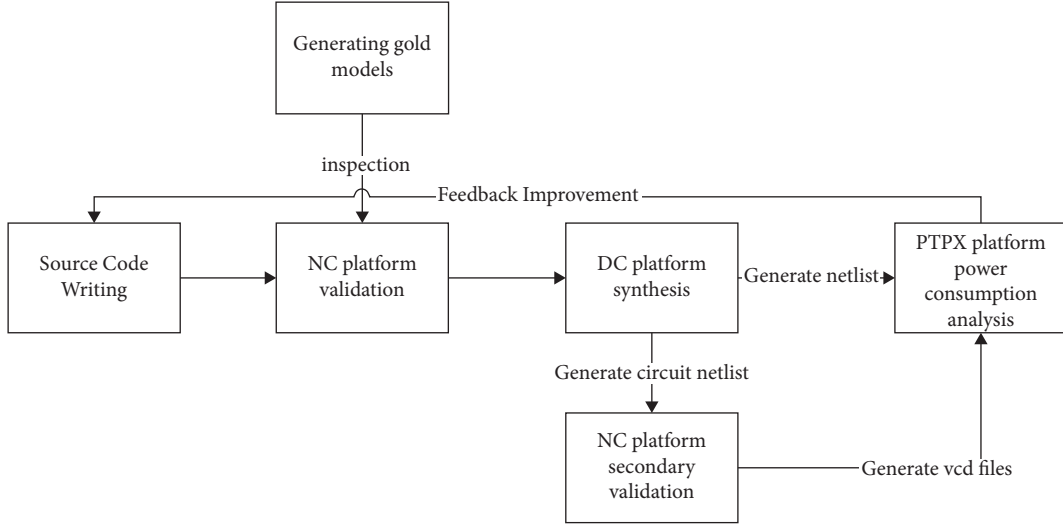 Generating gold
models
inspection
Feedback Improvement
Source Code
Writing
NC platform
validation
DC platform
synthesis
Generate netlist
PTPX platform
power
consumption
analysis
Generate circuit netlist
NC platform
secondary
validation
Generate vcd files